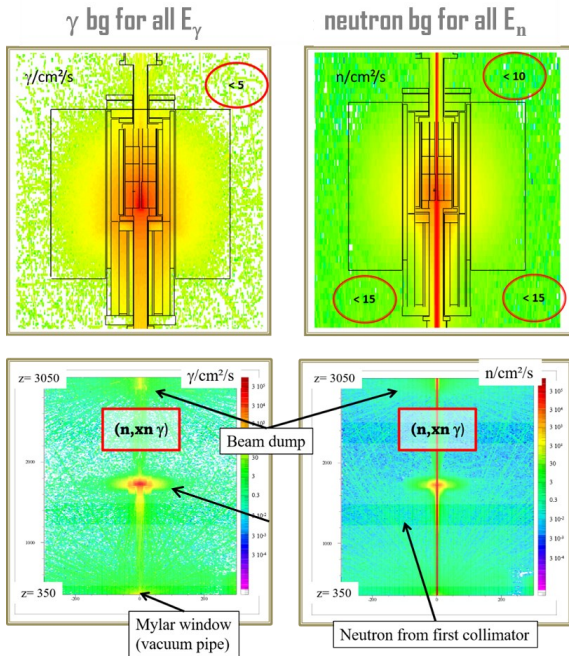 γ bg for all Eγ
neutron bg for all En
γ/cm²/s
< 5
n/cm²/s
< 10
< 15
< 15
z= 3050
γ/cm²/s
(n,xn γ)
z= 350
Beam dump
z= 3050
n/cm²/s
(n,xn γ)
z= 350
Mylar window
(vacuum pipe)
Neutron from first collimator